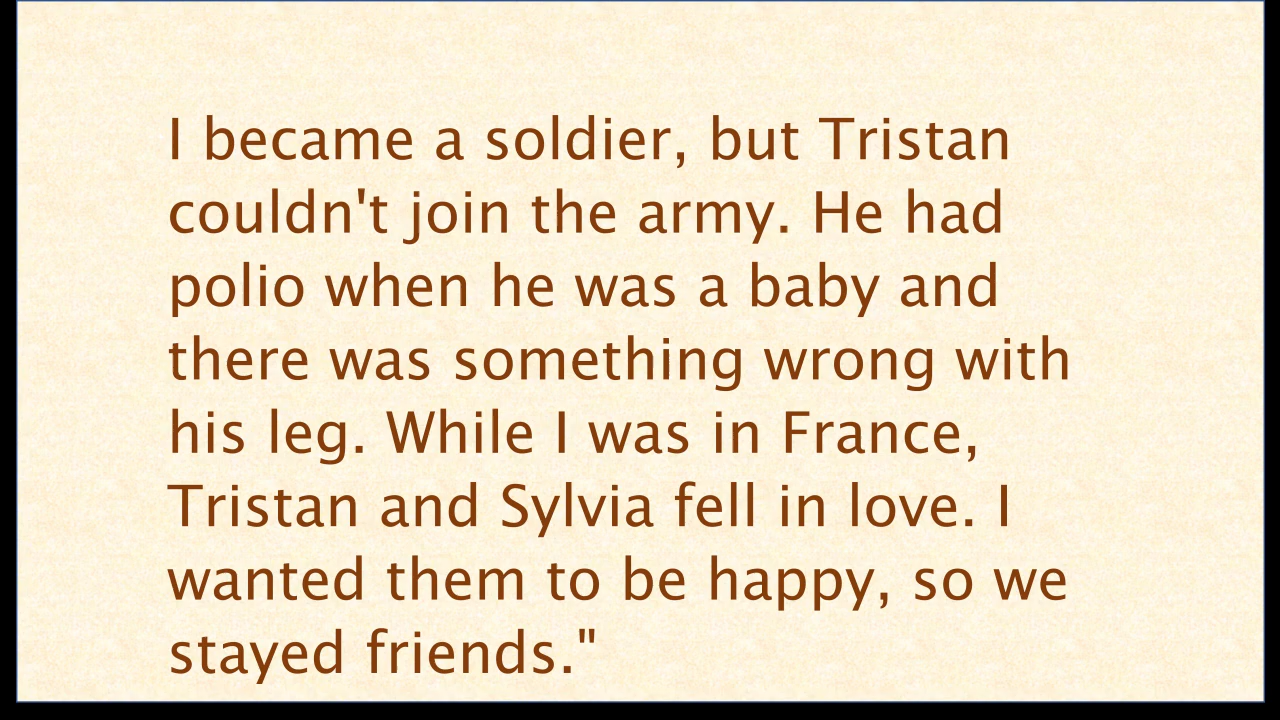 I became a soldier, but Tristan
couldn't join the army. He had
polio when he was a baby and
there was something wrong with
his leg. While I was in France,
Tristan and Sylvia fell in love. I
wanted them to be happy, so we
stayed friends."